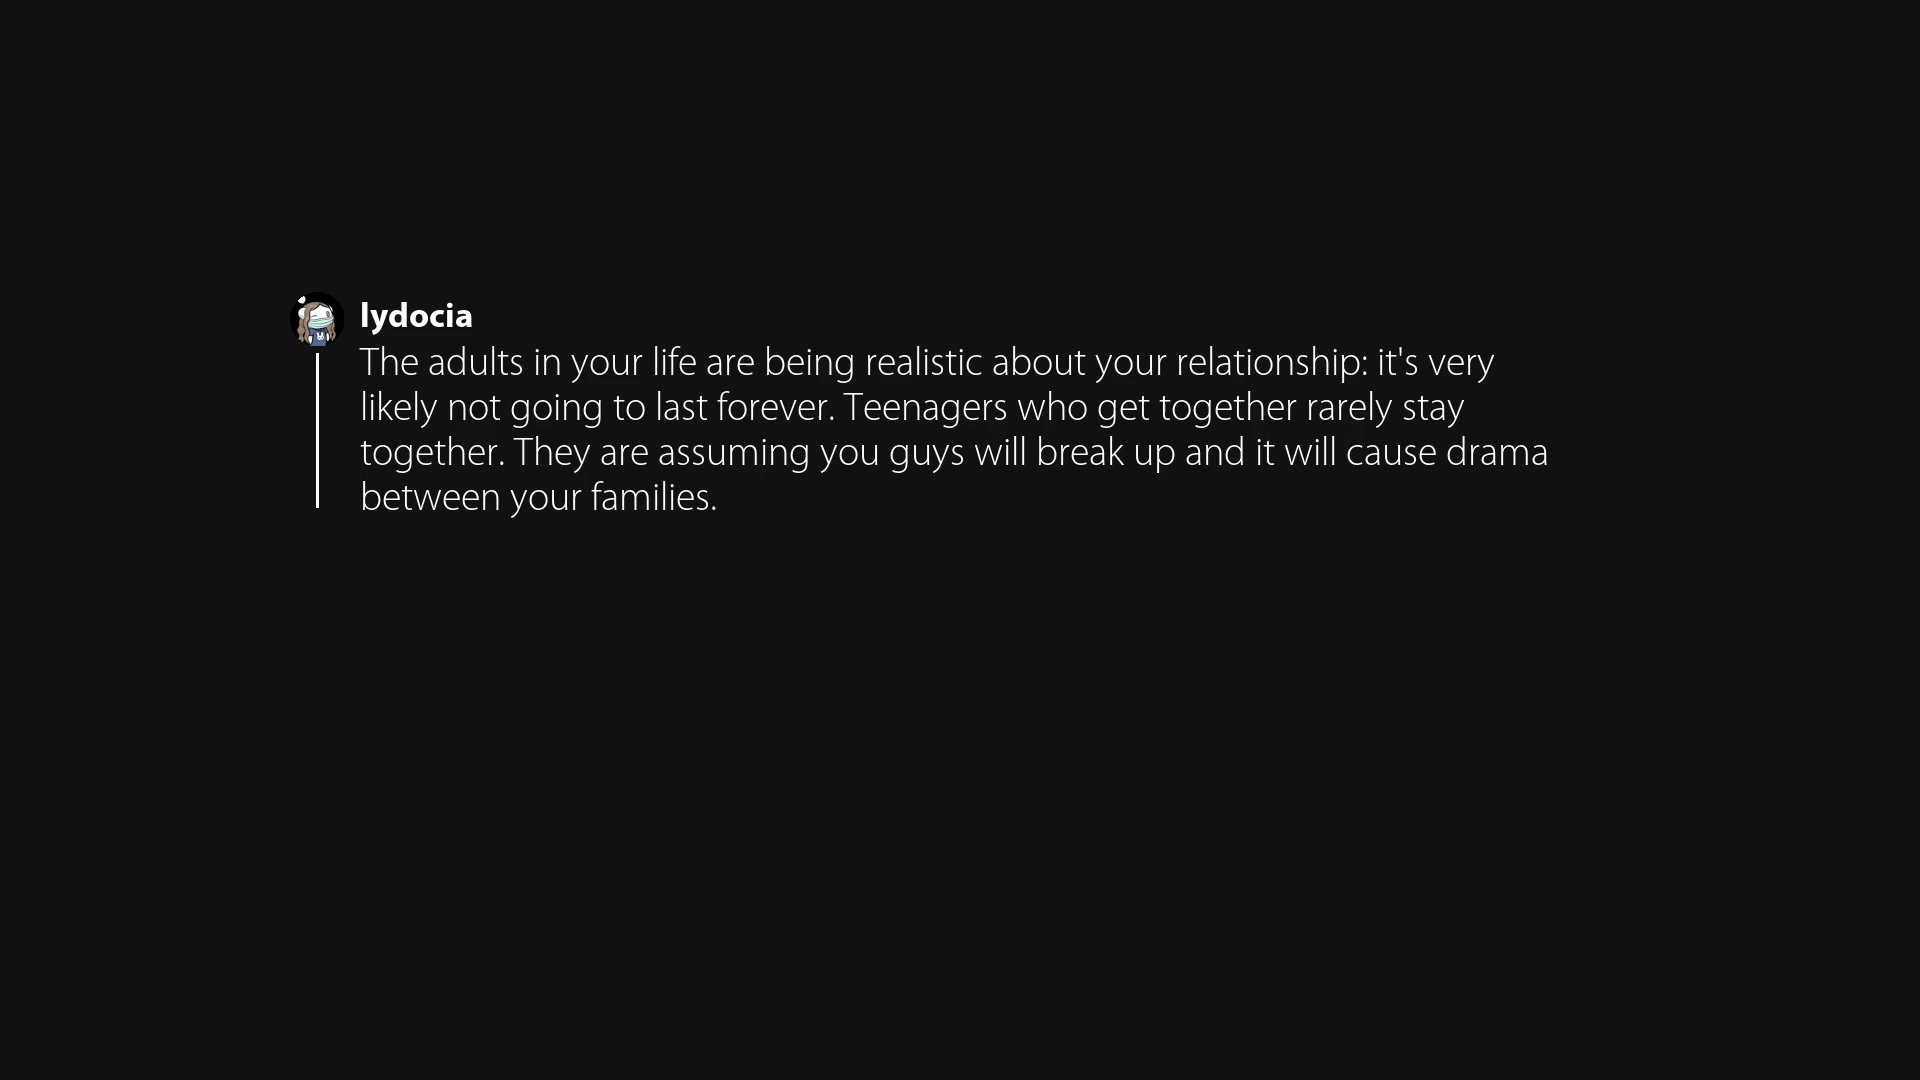 lydocia
The adults in your life are being realistic about your relationship: it's very
likely not going to last forever. Teenagers who get together rarely stay
together. They are assuming you guys will break up and it will cause drama
between your families.